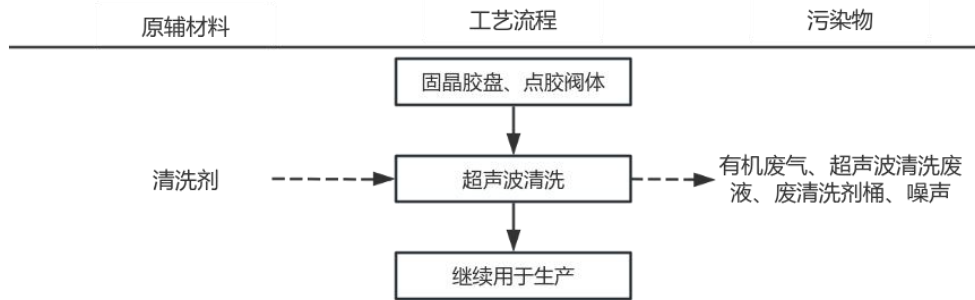 原辅材料
工艺流程
污染物
固晶胶盘、点胶阀体
清洗剂
超声波清洗
有机废气、超声波清洗废
液、废清洗剂桶、噪声
继续用于生产